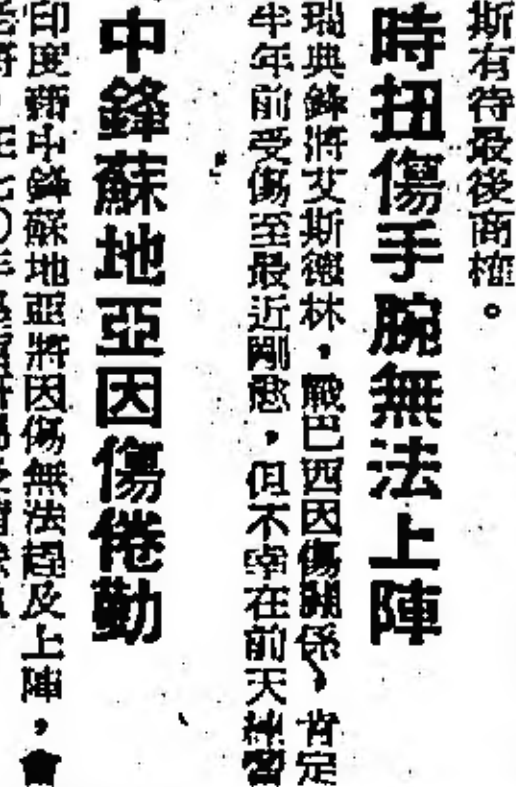 斯有待最後商榷。
時扭傷手腕無法上陣
瑞典鋒將艾斯德林，戰巴西因傷關係，肯定
半年前受傷至最近剛愈，但不幸在前天練習
中鋒蘇地亞因傷倦勤
印度籍中鋒蘇地亞將因傷無法趕及上陣，會